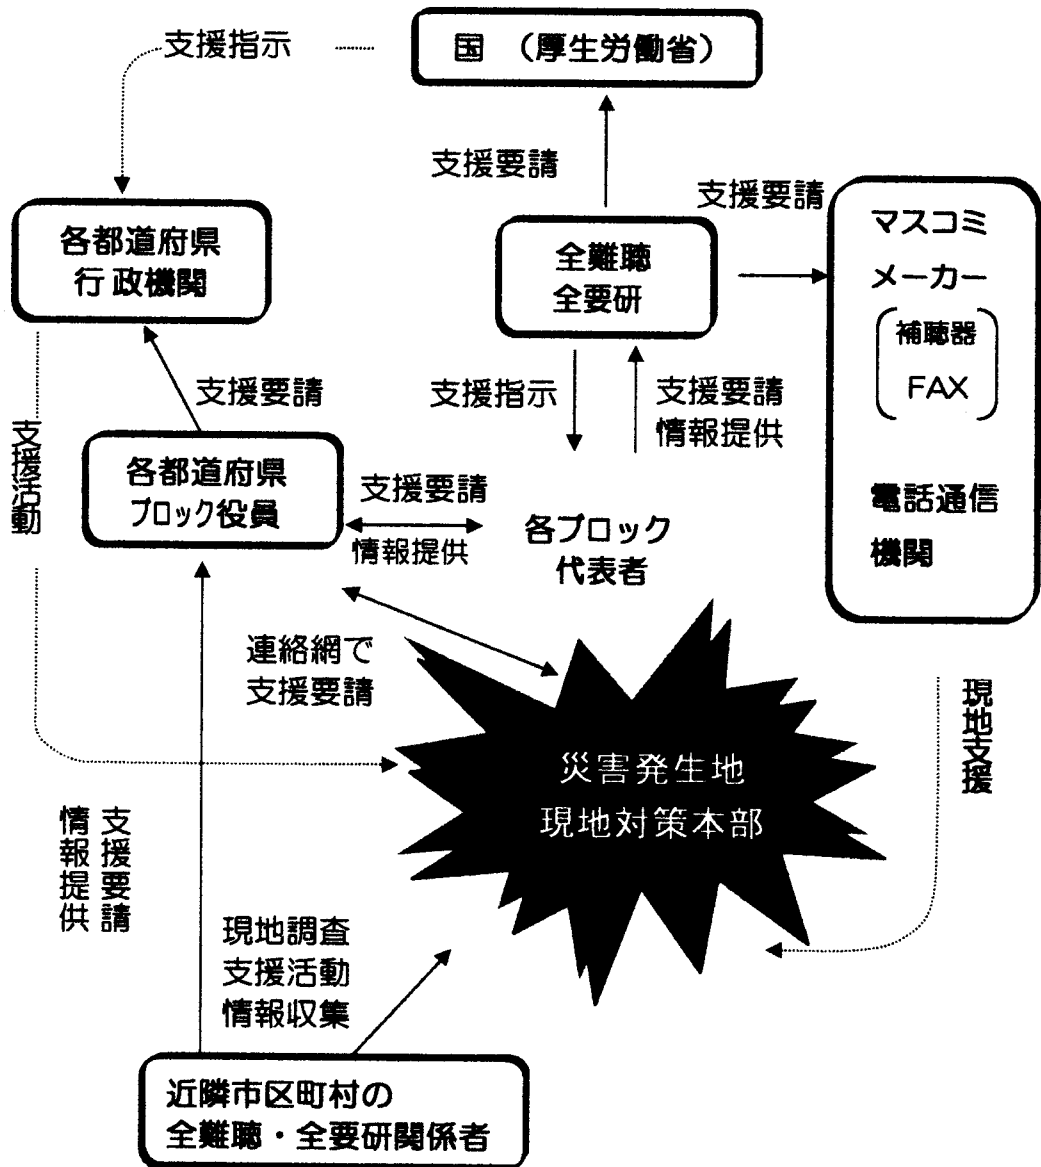 支援指示
国 （厚生労働省）
支援要請
支援要請
各都道府県
行政機関
全難聴
全要研
マスコミ
メーカー
補聴器
FAX
電話通信
機関
支援要請
支援指示
支援要請
情報提供
支援活動
各都道府県
ブロック役員
支援要請
情報提供
各ブロック
代表者
連絡網で
支援要請
現地支援
災害発生地
現地対策本部
支援要請
情報提供
現地調査
支援活動
情報収集
近隣市区町村の
全難聴・全要研関係者